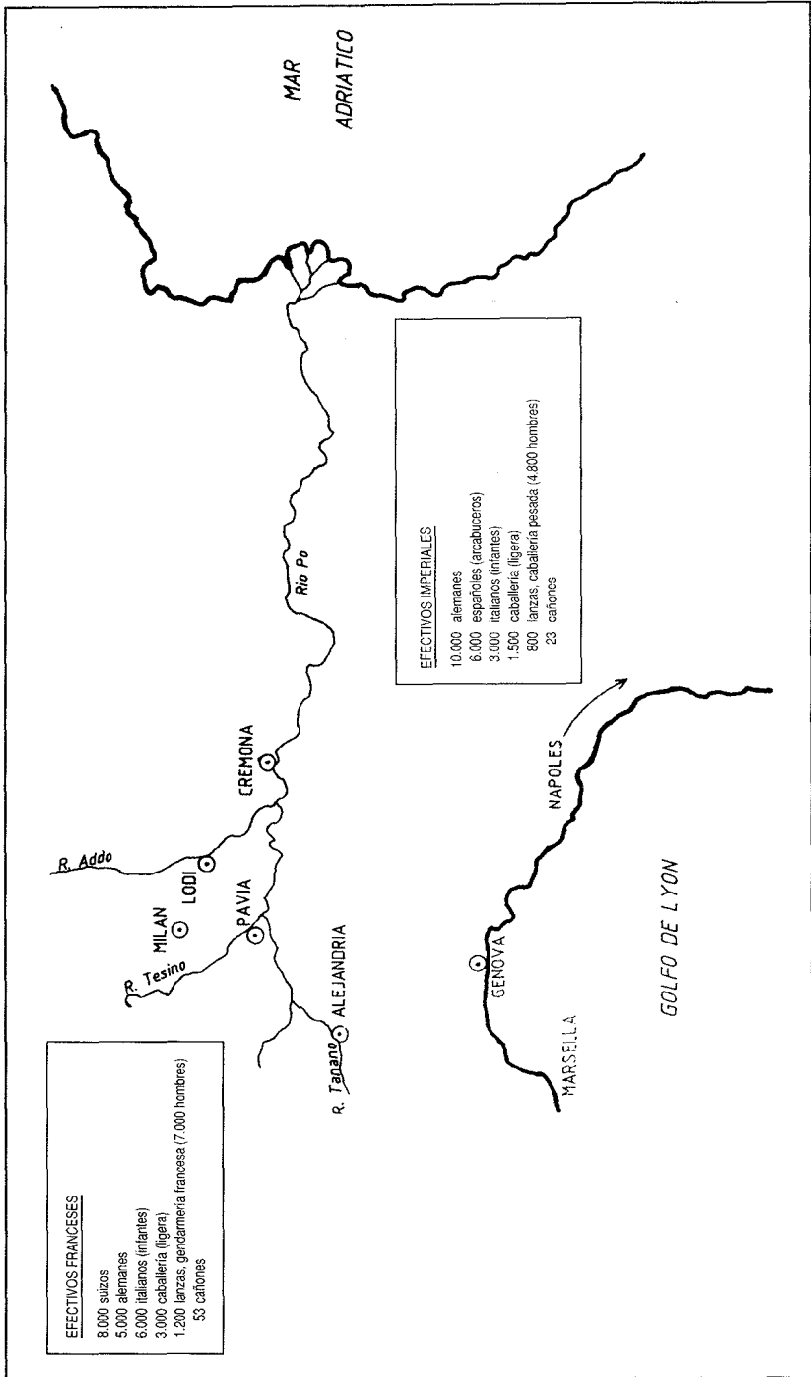 EFECTIVOS FRANCESES
8.000 suizos
5.000 alemanes
6.000 italianos (infantes)
3.000 caballería (ligera)
1.200 lanzas, gendarmería francesa (7.000 hombres)
53 cañones
R. Addo
MILAN
LODI
R. Tesino
PAVIA
CREMONA
R. Tanaro
ALEJANDRIA
Rio Po
MAR
ADRIATICO
EFECTIVOS IMPERIALES
10.000 alemanes
6.000 españoles (arcabuceros)
3.000 italianos (infantes)
1.500 caballería (ligera)
800 lanzas, caballería pesada (4.800 hombres)
23 cañones
GENOVA
NAPOLES
MARSELLA
GOLFO DE LYON